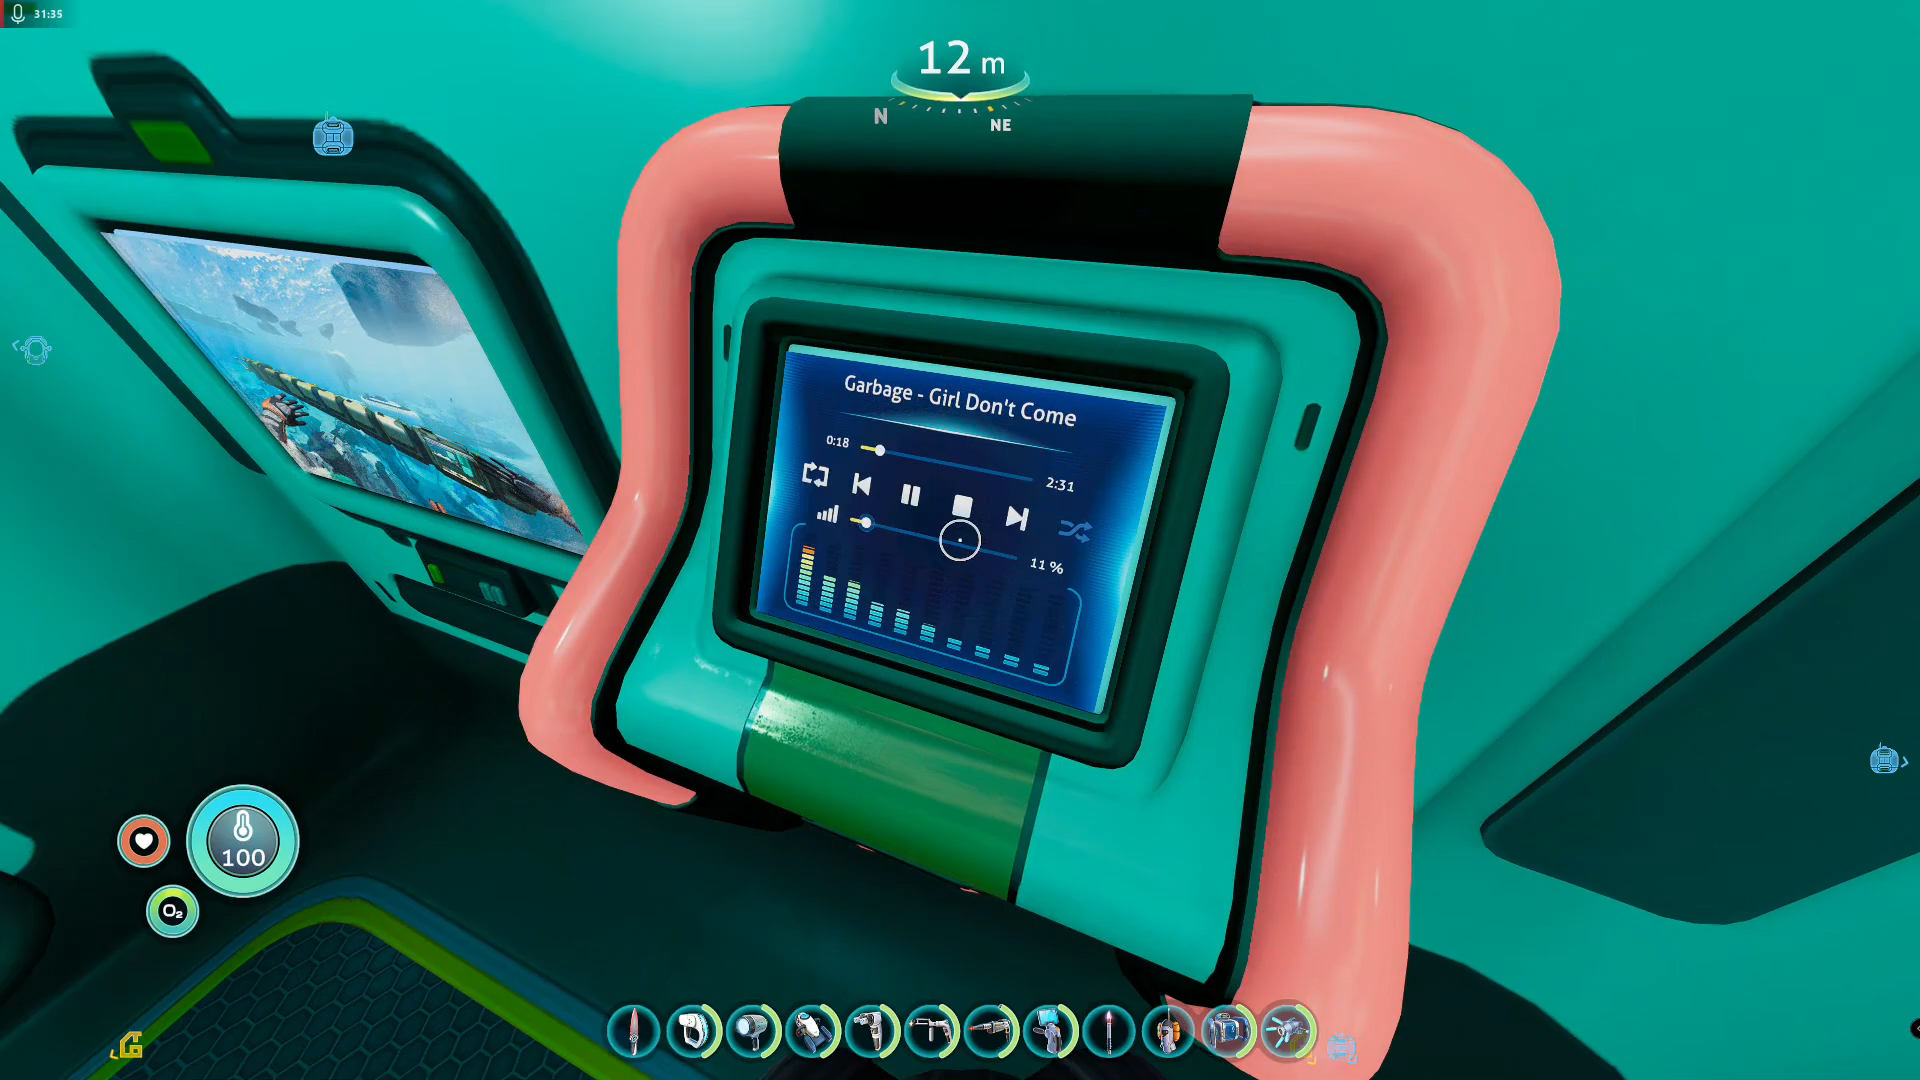 31:35
12 m
N
NE
Garbage - Girl Don't Come
0:18
2:31
11 %
100
O₂